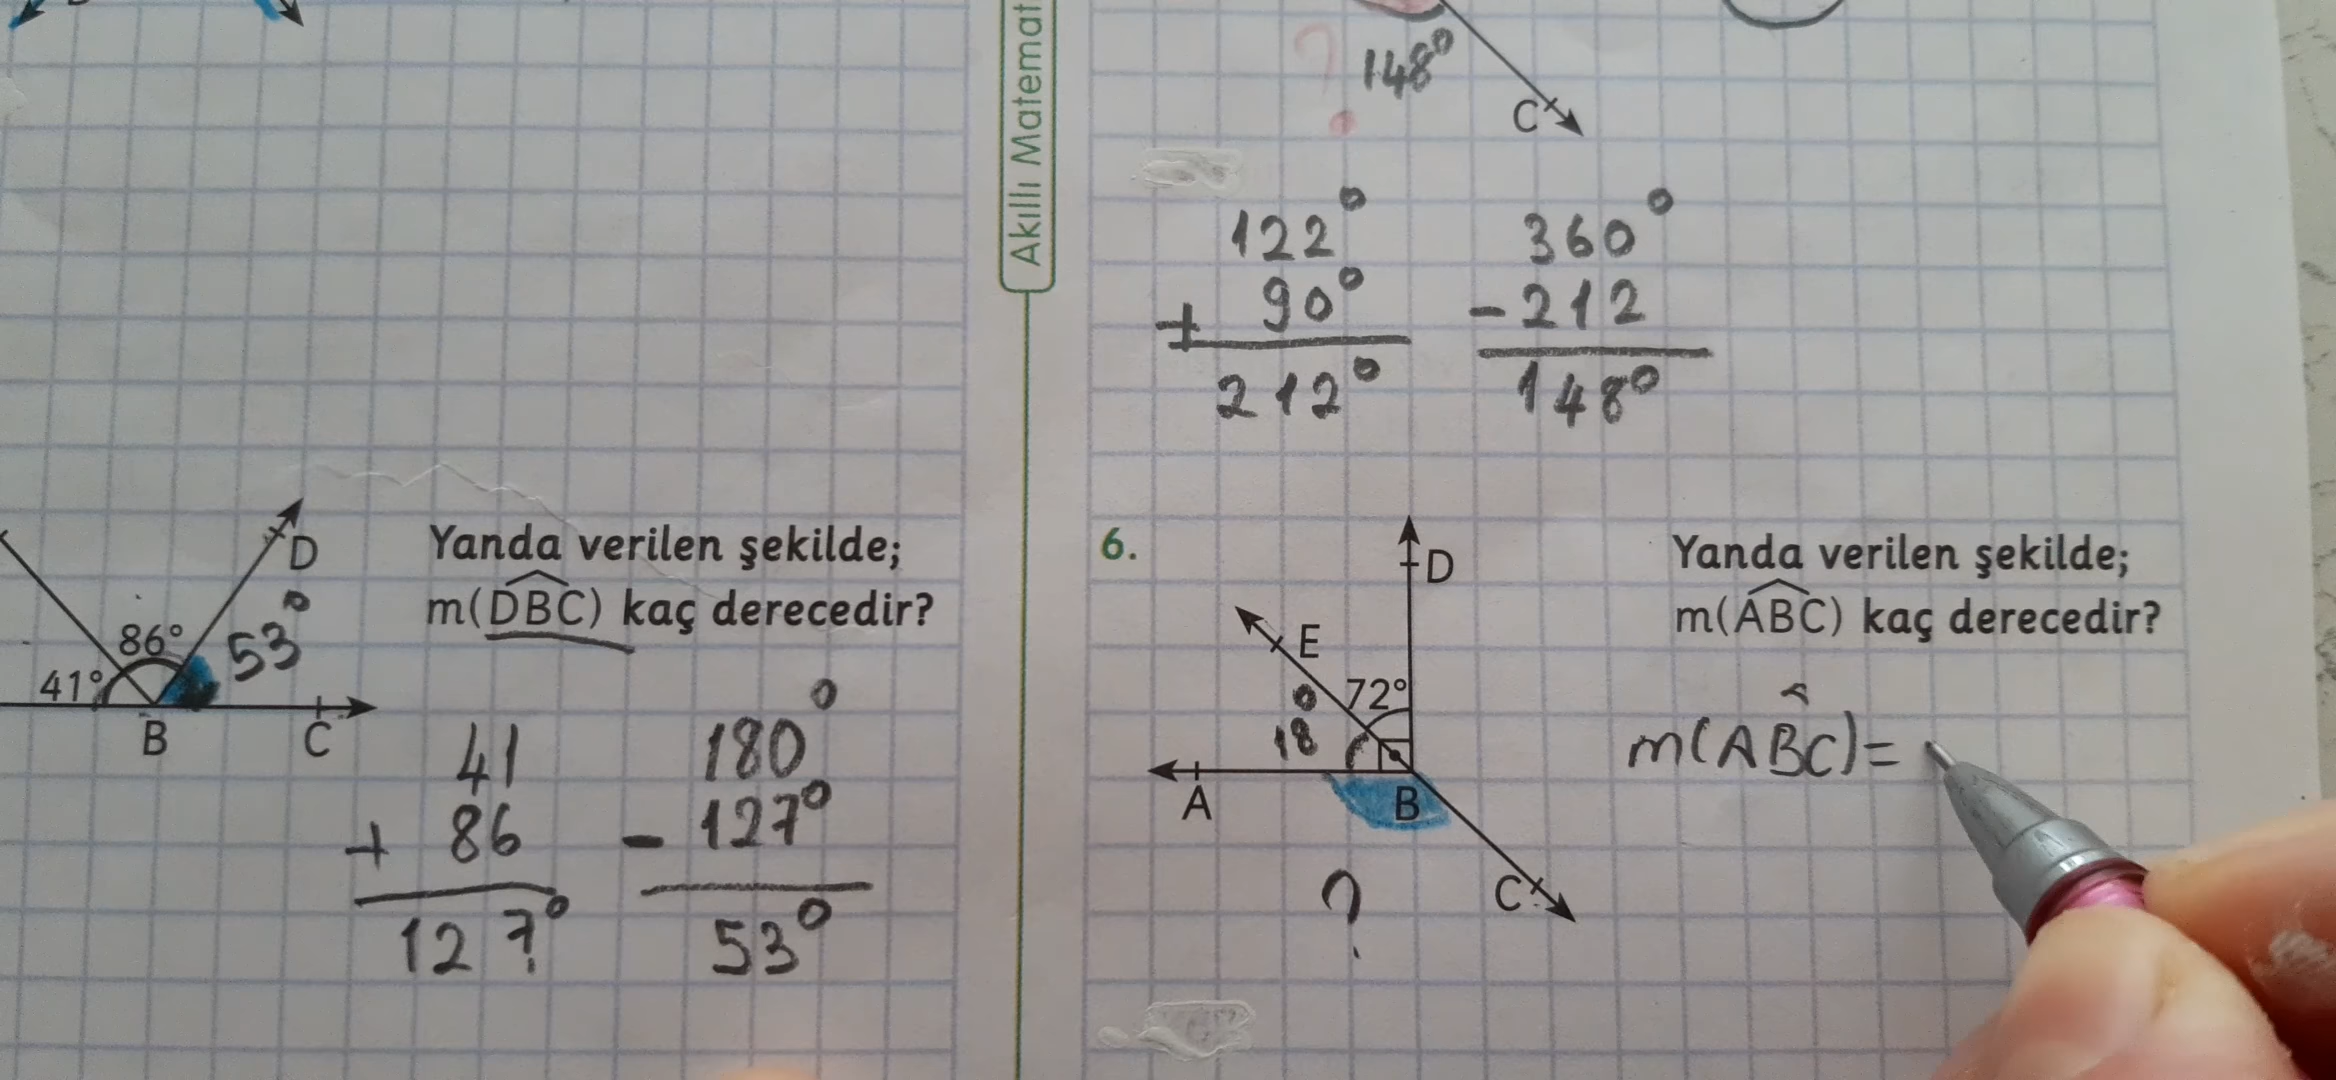 Akıllı Matemat
148°
C
122°
+ 90°
212°
360°
- 212
148°
D
86°
53°
41°
B
C
Yanda verilen şekilde;
m(DBC) kaç derecedir?
41
+ 86
127°
180°
- 127°
53°
6.
D
E
72°
18°
A
B
C
?
Yanda verilen şekilde;
m(ABC) kaç derecedir?
m(ABC)=